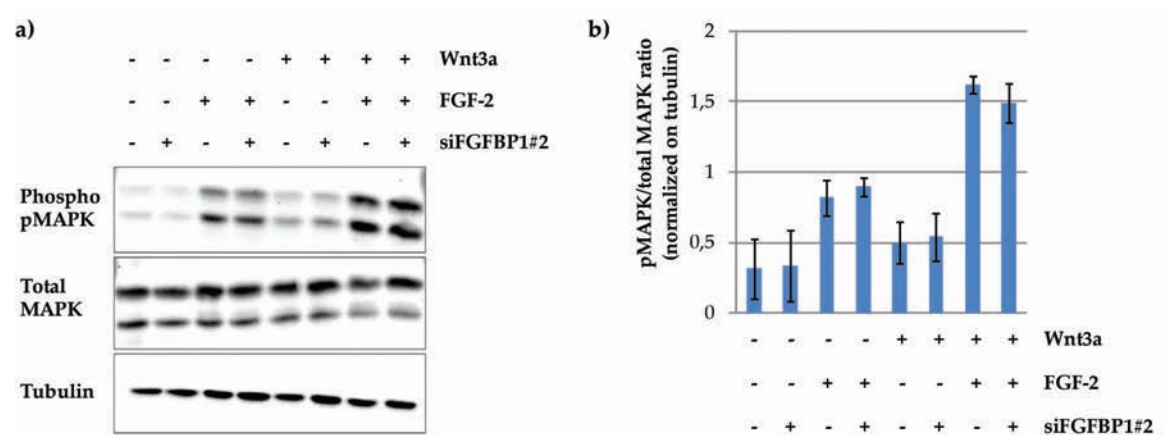 a)
- - - - + + + + Wnt3a
- - + + - - + + FGF-2
- + - + - + - + siFGFBP1#2
Phospho
pMAPK
Total
MAPK
Tubulin
b)
pMAPK/total MAPK ratio
(normalized on tubulin)
2
1,5
1
0,5
0
- - - - + + + + Wnt3a
- - + + - - + + FGF-2
- + - + - + - + siFGFBP1#2